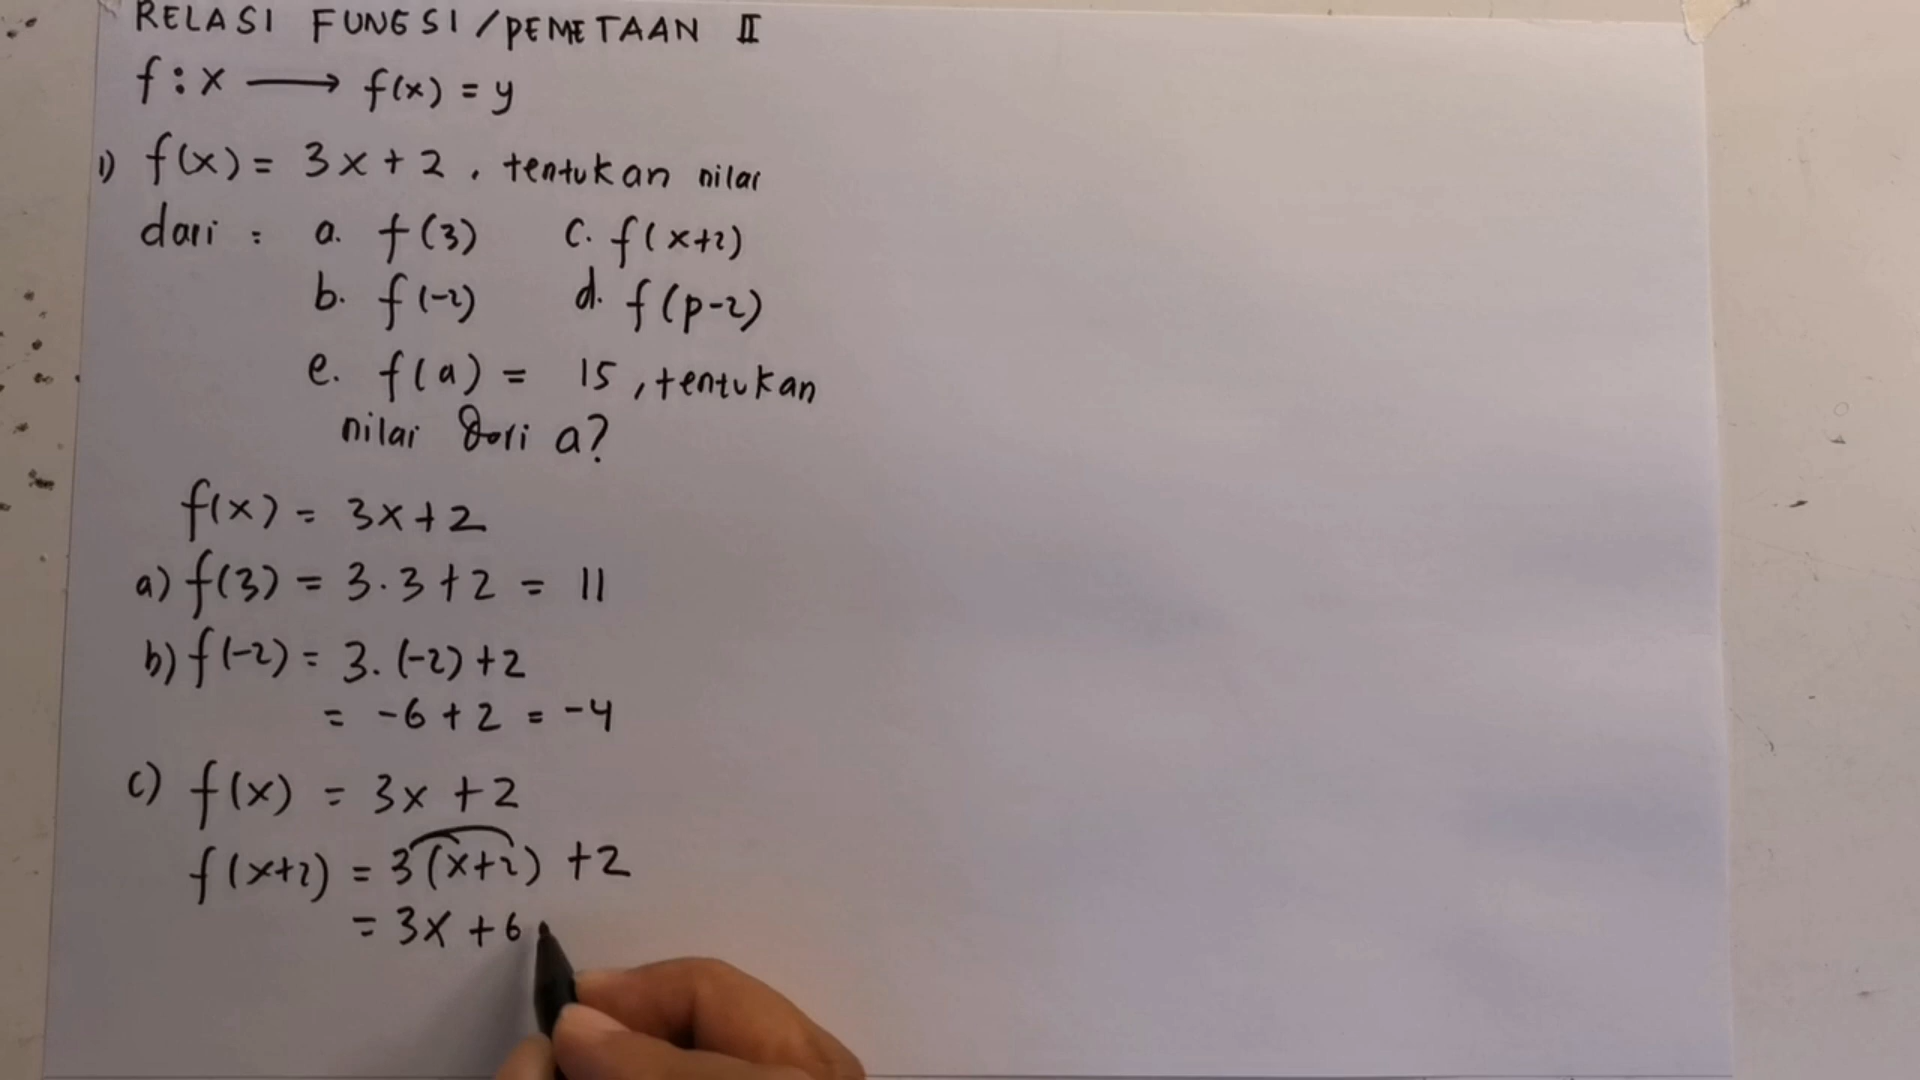 RELASI FUNGSI/PEMETAAN II
f : x ⟶ f(x) = y
1) f(x) = 3x + 2 , tentukan nilai
dari : a. f(3) c. f(x+2)
b. f(-2) d. f(p-2)
e. f(a) = 15 , tentukan
nilai dari a?
f(x) = 3x+2
a) f(3) = 3.3+2 = 11
b) f(-2) = 3.(-2)+2
= -6+2 = -4
c) f(x) = 3x +2
f(x+2) = 3(x+2) +2
= 3x +6